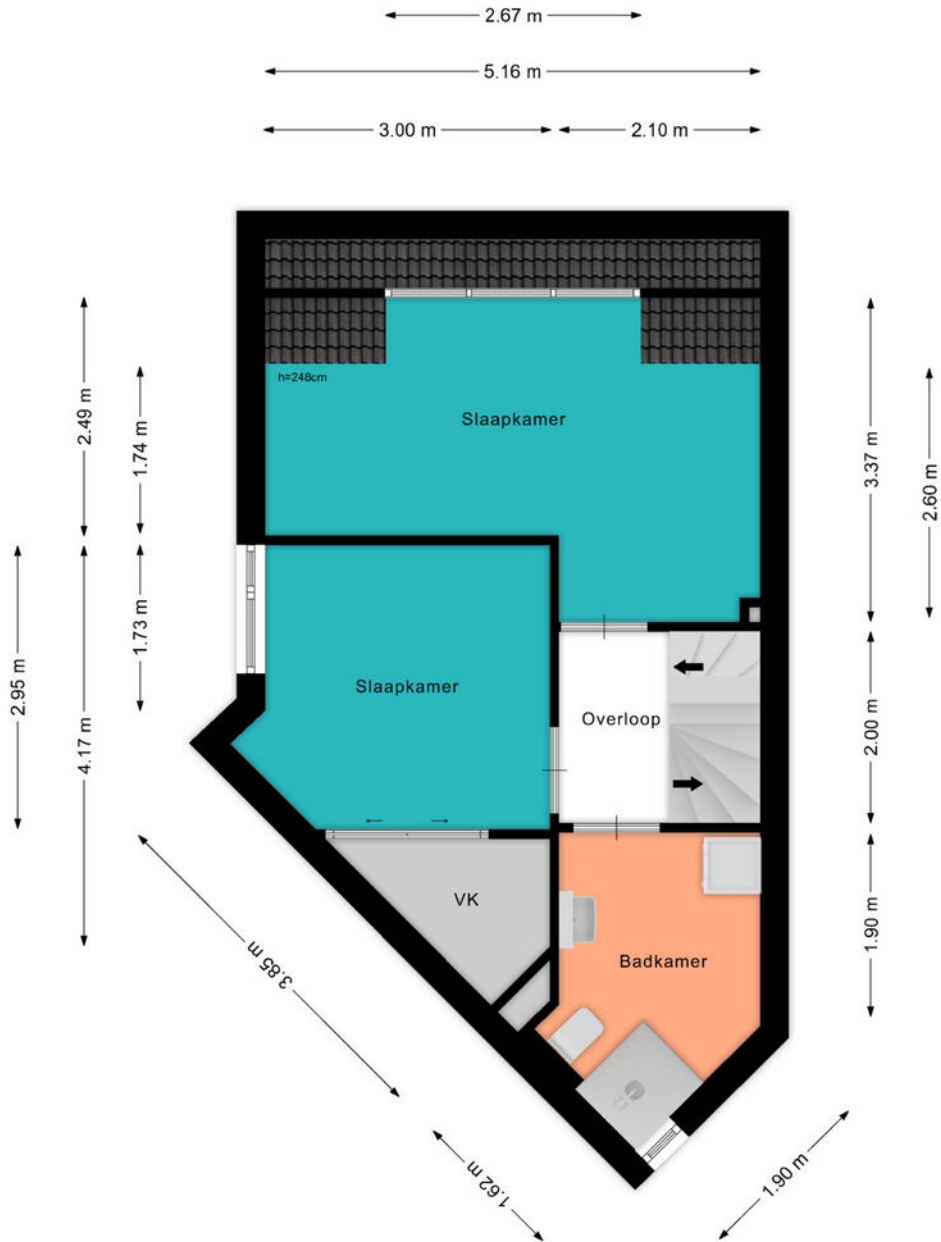 2.67 m
5.16 m
3.00 m
2.10 m
h=248cm
Slaapkamer
2.49 m
1.74 m
3.37 m
2.60 m
2.95 m
4.17 m
1.73 m
Slaapkamer
Overloop
2.00 m
VK
Badkamer
1.90 m
3.85 m
1.62 m
1.90 m